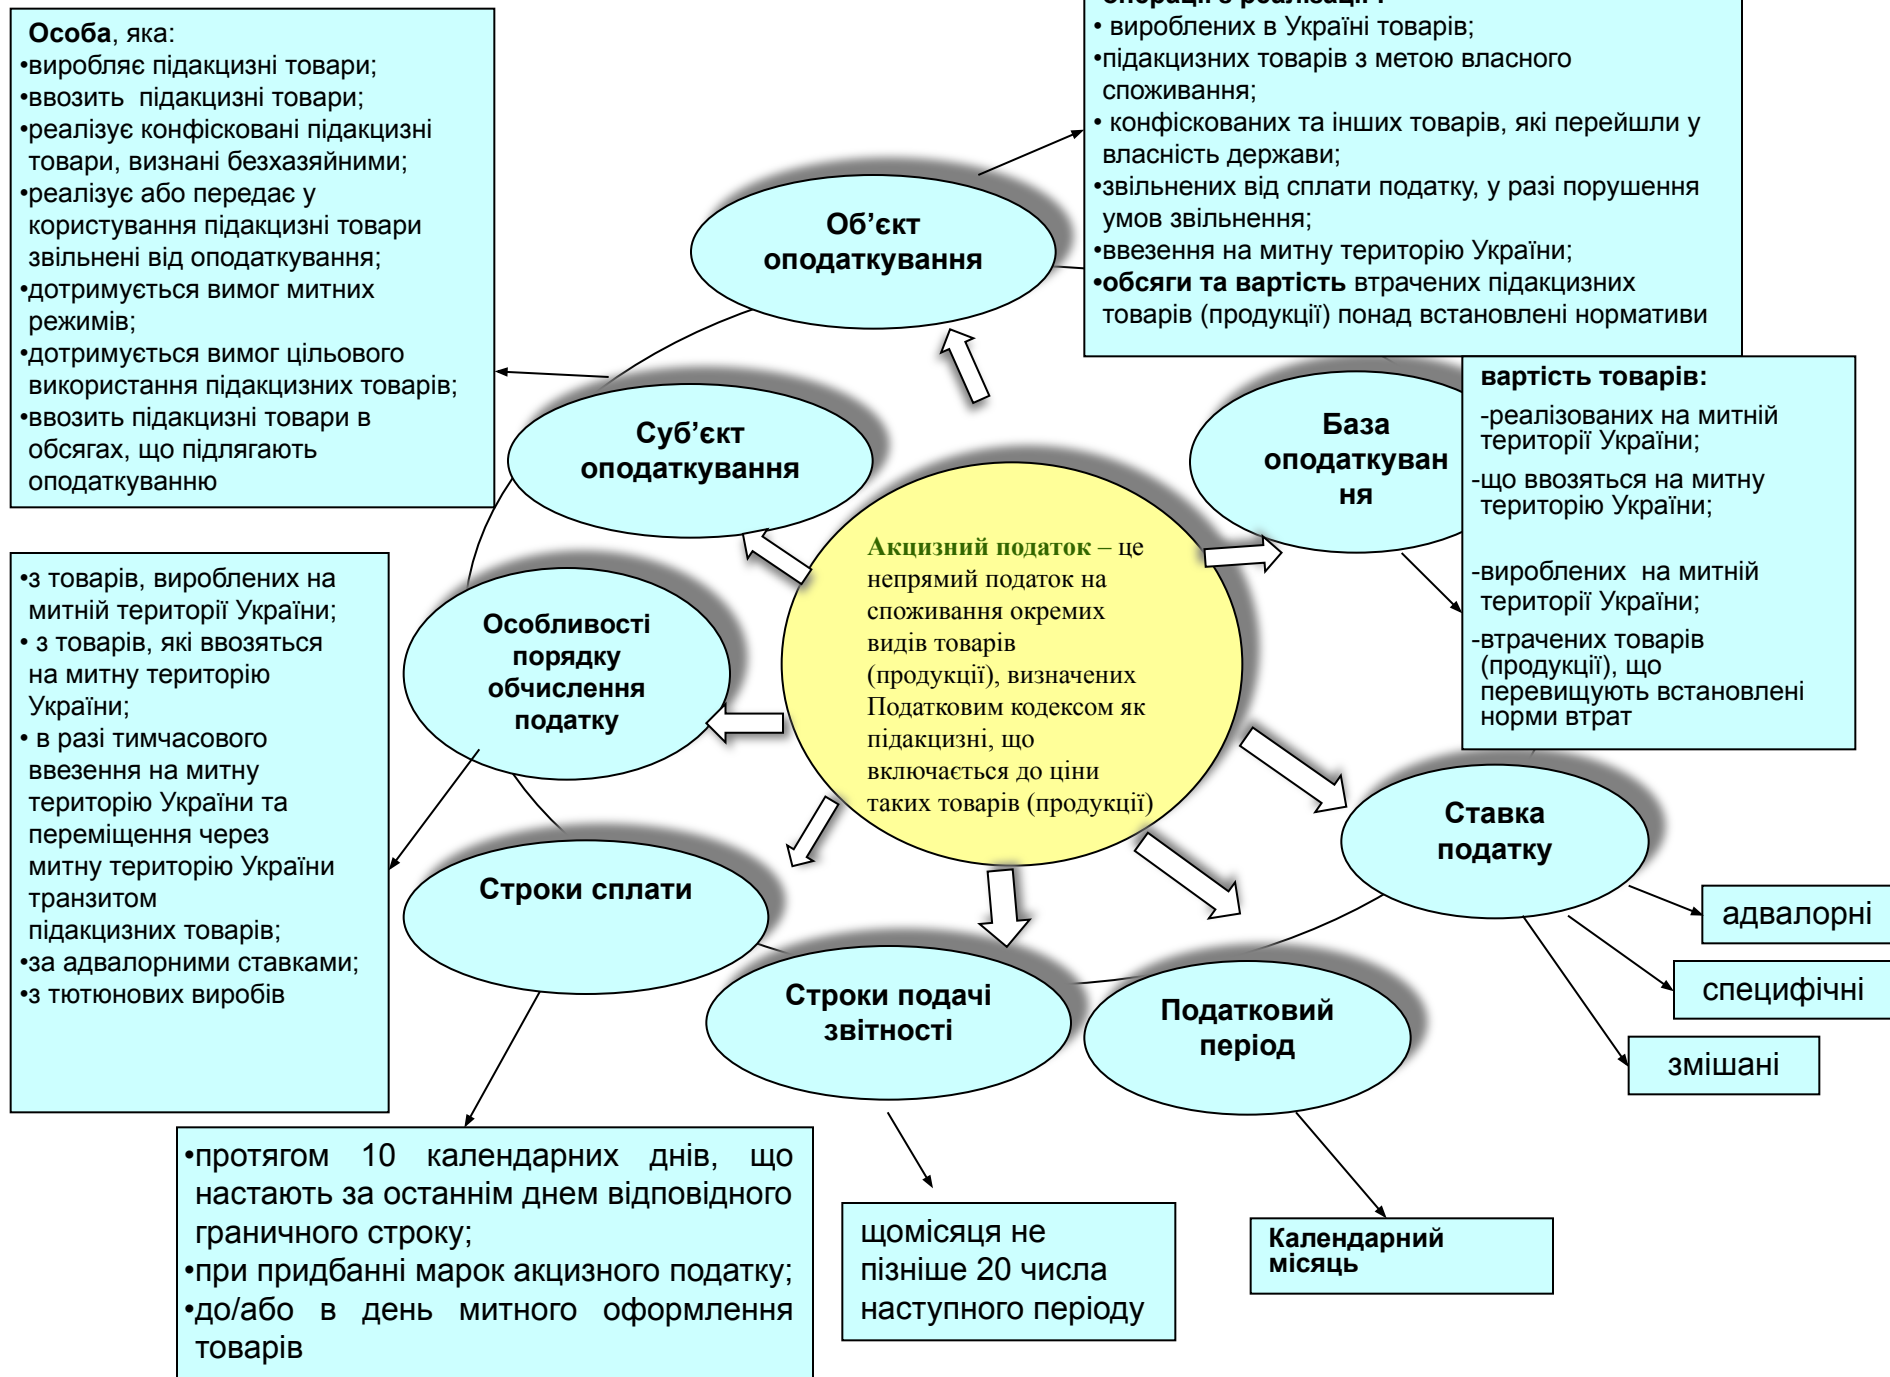 Особа, яка:
•виробляє підакцизні товари;
•ввозить підакцизні товари;
•реалізує конфісковані підакцизні
товари, визнані безхазяйними;
•реалізує або передає у
користування підакцизні товари
звільнені від оподаткування;
•дотримується вимог митних
режимів;
•дотримується вимог цільового
використання підакцизних товарів;
•ввозить підакцизні товари в
обсягах, що підлягають
оподаткуванню
операції з реалізації :
• вироблених в Україні товарів;
•підакцизних товарів з метою власного
споживання;
• конфіскованих та інших товарів, які перейшли у
власність держави;
•звільнених від сплати податку, у разі порушення
умов звільнення;
•ввезення на митну територію України;
•обсяги та вартість втрачених підакцизних
товарів (продукції) понад встановлені нормативи
Об’єкт
оподаткування
Суб’єкт
оподаткування
База
оподаткуван
ня
вартість товарів:
-реалізованих на митній
території України;
-що ввозяться на митну
територію України;
-вироблених на митній
території України;
-втрачених товарів
(продукції), що
перевищують встановлені
норми втрат
Акцизний податок – це
непрямий податок на
споживання окремих
видів товарів
(продукції), визначених
Податковим кодексом як
підакцизні, що
включається до ціни
таких товарів (продукції)
•з товарів, вироблених на
митній території України;
• з товарів, які ввозяться
на митну територію
України;
• в разі тимчасового
ввезення на митну
територію України та
переміщення через
митну територію України
транзитом
підакцизних товарів;
•за адвалорними ставками;
•з тютюнових виробів
Особливості
порядку
обчислення
податку
Строки сплати
Ставка
податку
адвалорні
специфічні
змішані
Строки подачі
звітності
Податковий
період
•протягом 10 календарних днів, що
настають за останнім днем відповідного
граничного строку;
•при придбанні марок акцизного податку;
•до/або в день митного оформлення
товарів
щомісяця не
пізніше 20 числа
наступного періоду
Календарний
місяць